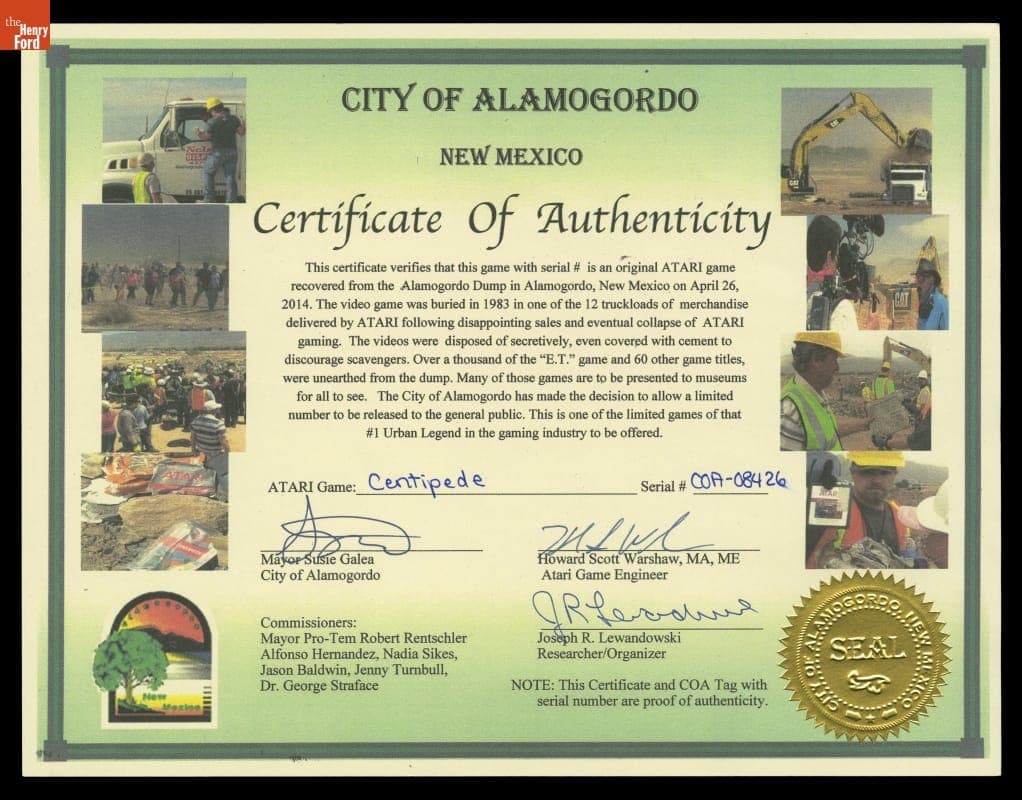 the
Henry
Ford
CITY OF ALAMOGORDO
NEW MEXICO
Certificate Of Authenticity
This certificate verifies that this game with serial # is an original ATARI game
recovered from the Alamogordo Dump in Alamogordo, New Mexico on April 26,
2014. The video game was buried in 1983 in one of the 12 truckloads of merchandise
delivered by ATARI following disappointing sales and eventual collapse of ATARI
gaming. The videos were disposed of secretively, even covered with cement to
discourage scavengers. Over a thousand of the “E.T.” game and 60 other game titles,
were unearthed from the dump. Many of those games are to be presented to museums
for all to see. The City of Alamogordo has made the decision to allow a limited
number to be released to the general public. This is one of the limited games of that
#1 Urban Legend in the gaming industry to be offered.
ATARI Game: Centipede Serial # COA-08426
Mayor Susie Galea
City of Alamogordo
Howard Scott Warshaw, MA, ME
Atari Game Engineer
JR Lewandowski
Joseph R. Lewandowski
Researcher/Organizer
Commissioners:
Mayor Pro-Tem Robert Rentschler
Alfonso Hernandez, Nadia Sikes,
Jason Baldwin, Jenny Turnbull,
Dr. George Straface
NOTE: This Certificate and COA Tag with
serial number are proof of authenticity.
New
Mexico
CITY OF ALAMOGORDO, NEW MEXICO
SEAL
CAT
CAT
ATARI
ATARI